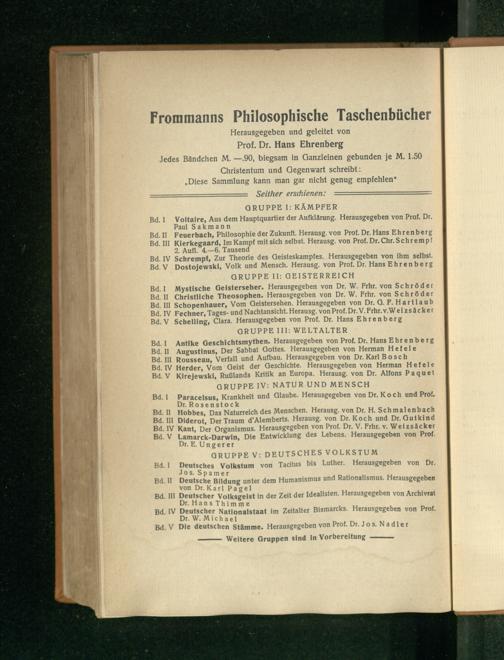 Frommanns Philosophische Taschenbücher
Herausgegeben und geleitet von
Prof. Dr. Hans Ehrenberg
Jedes Bändchen M. —.90, biegsam in Ganzleinen gebunden je M. 1.50
Christentum und Gegenwart schreibt:
„Diese Sammlung kann man gar nicht genug empfehlen“
Seither erschienen:
GRUPPE I: KÄMPFER
Bd. I Voltaire, Aus dem Hauptquartier der Aufklärung. Herausgegeben von Prof. Dr.
Paul Sakmann
Bd. II Feuerbach, Philosophie der Zukunft. Herausg. von Prof. Dr. Hans Ehrenberg
Bd. III Kierkegaard, Im Kampf mit sich selbst. Herausg. von Prof. Dr. Chr. Schrempf
2. Aufl. 4.—6. Tausend
Bd. IV Schrempf, Zur Theorie des Geisteskampfes. Herausgegeben von ihm selbst.
Bd. V Dostojewski, Volk und Mensch. Herausg. von Prof. Dr. Hans Ehrenberg
GRUPPE II: GEISTERREICH
Bd. I Mystische Geisterseher. Herausgegeben von Dr. W. Frhr. von Schröder
Bd. II Christliche Theosophen. Herausgegeben von Dr. W. Frhr. von Schröder
Bd. III Schopenhauer, Vom Geistersehen. Herausgegeben von Dr. G. F. Hartlaub
Bd. IV Fechner, Tages- und Nachtansicht. Herausg. von Prof. Dr. V. Frhr. v. Weizsäcker
Bd. V Schelling, Clara. Herausgegeben von Prof. Dr. Hans Ehrenberg
GRUPPE III: WELTALTER
Bd. I Antike Geschichtsmythen. Herausgegeben von Prof. Dr. Hans Ehrenberg
Bd. II Augustinus, Der Sabbat Gottes. Herausgegeben von Herman Hefele
Bd. III Rousseau, Verfall und Aufbau. Herausgegeben von Dr. Karl Bosch
Bd. IV Herder, Vom Geist der Geschichte. Herausgegeben von Herman Hefele
Bd. V Kirejewski, Rußlands Kritik an Europa. Herausg. von Dr. Alfons Paquet
GRUPPE IV: NATUR UND MENSCH
Bd. I Paracelsus, Krankheit und Glaube. Herausgegeben von Dr. Koch und Prof.
Dr. Rosenstock
Bd. II Hobbes, Das Naturreich des Menschen. Herausg. von Dr. H. Schmalenbach
Bd. III Diderot, Der Traum d'Alemberts. Herausg. von Dr. Koch und Dr. Gutkind
Bd. IV Kant, Der Organismus. Herausgegeben von Prof. Dr. V. Frhr. v. Weizsäcker
Bd. V Lamarck-Darwin, Die Entwicklung des Lebens. Herausgegeben von Prof.
Dr. E. Ungerer
GRUPPE V: DEUTSCHES VOLKSTUM
Bd. I Deutsches Volkstum von Tacitus bis Luther. Herausgegeben von Dr.
Jos. Spamer
Bd. II Deutsche Bildung unter dem Humanismus und Rationalismus. Herausgegeben
von Dr. Karl Pagel
Bd. III Deutscher Volksgeist in der Zeit der Idealisten. Herausgegeben von Archivrat
Dr. Hans Thimme
Bd. IV Deutscher Nationalstaat im Zeitalter Bismarcks. Herausgegeben von Prof.
Dr. W. Michael
Bd. V Die deutschen Stämme. Herausgegeben von Prof. Dr. Jos. Nadler
Weitere Gruppen sind in Vorbereitung